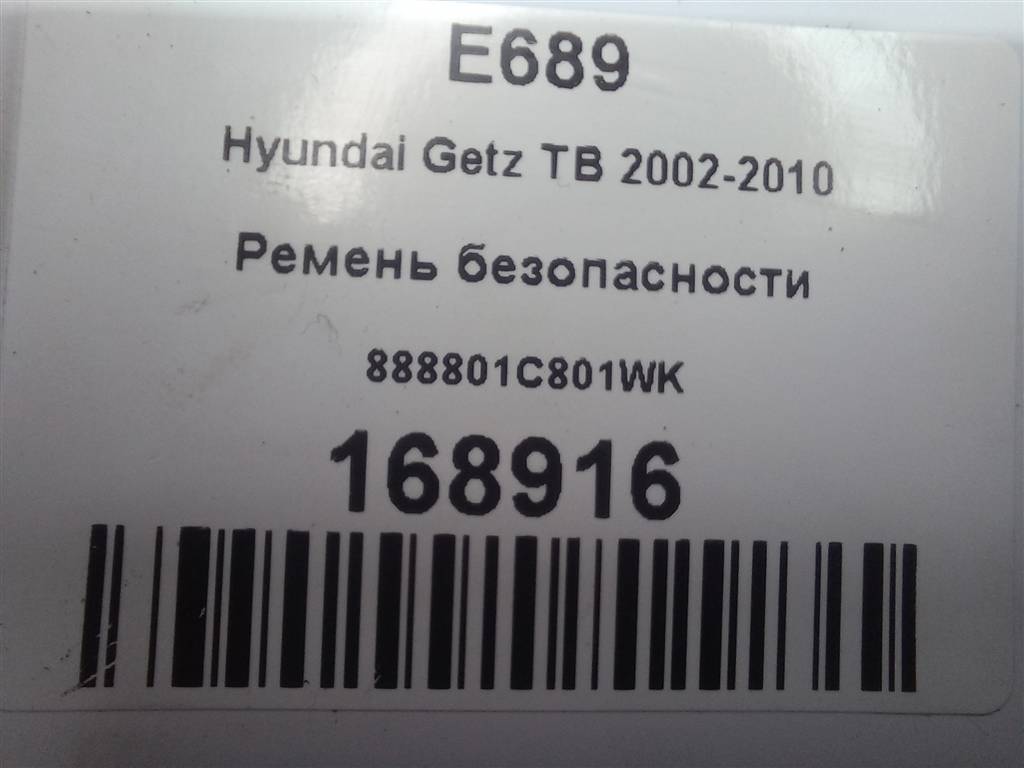 E689
Hyundai Getz TB 2002-2010
Ремень безопасности
888801C801WK
168916